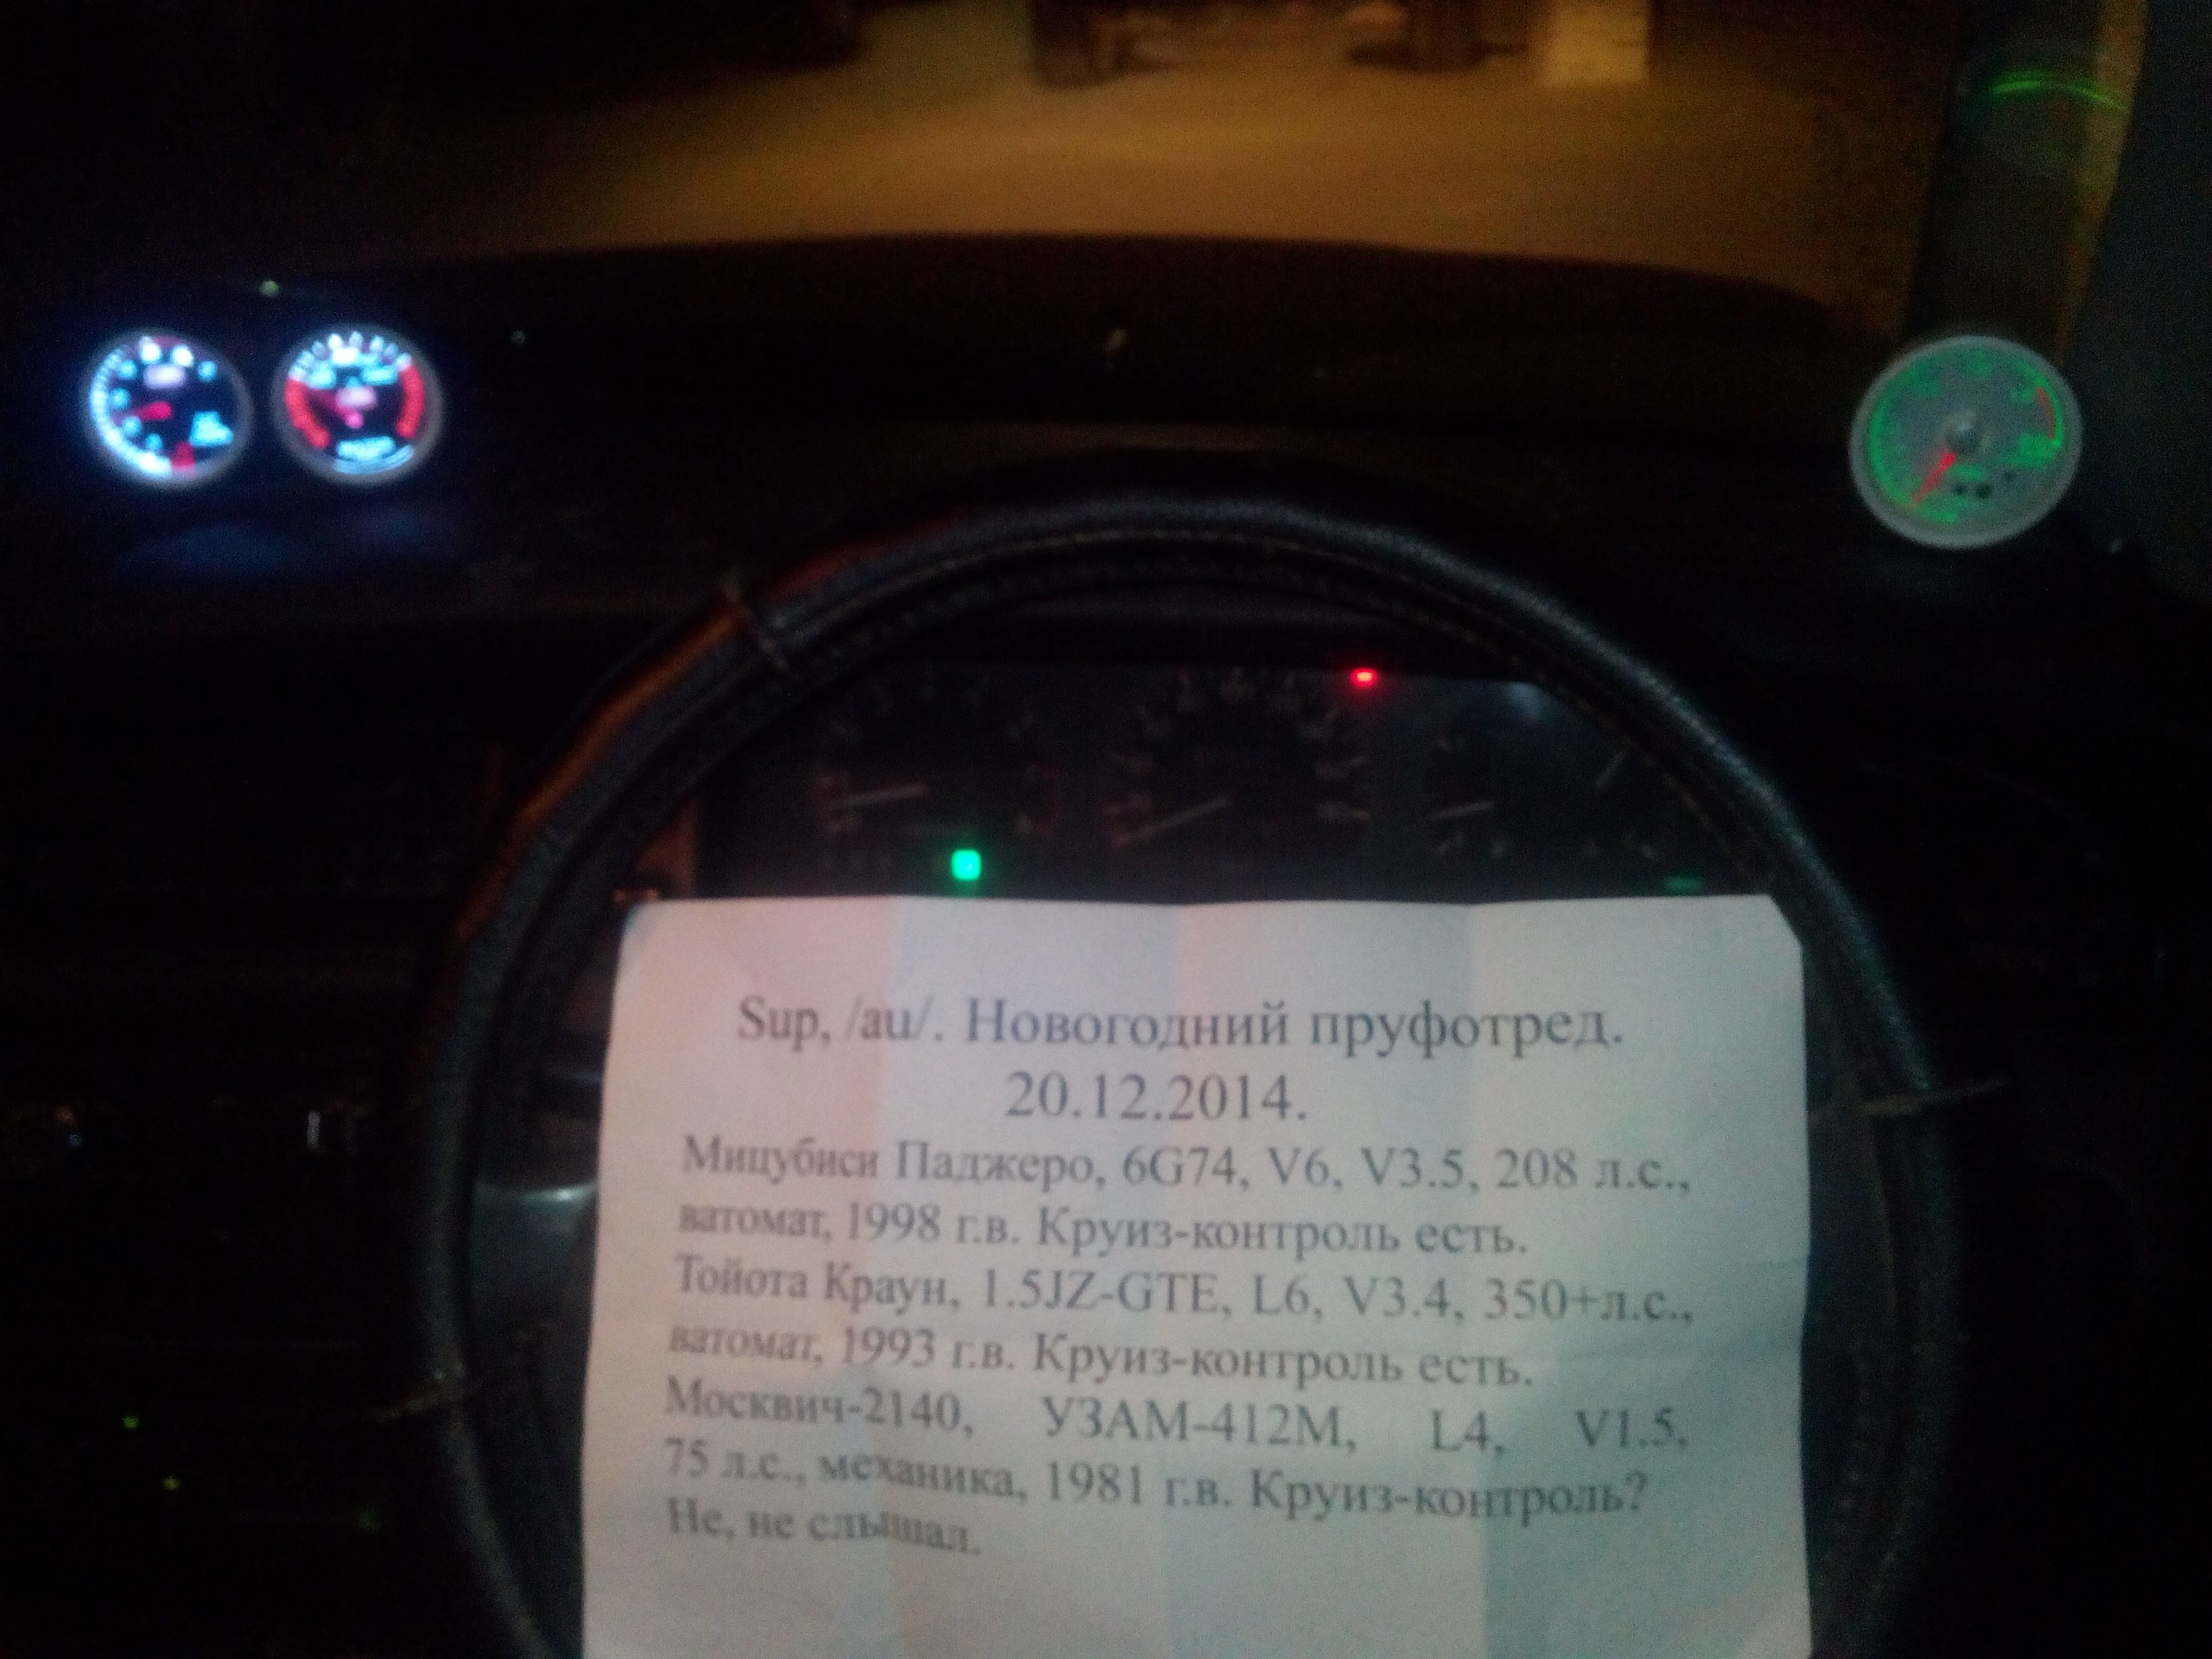 Sup, /au/. Новогодний пруфотред.
20.12.2014.
Мицубиси Паджеро, 6G74, V6, V3.5, 208 л.с.,
ватомат, 1998 г.в. Круиз-контроль есть.
Тойота Краун, 1.5JZ-GTE, L6, V3.4, 350+л.с.,
ватомат, 1993 г.в. Круиз-контроль есть.
Москвич-2140, УЗАМ-412М, L4, V1.5,
75 л.с., механика, 1981 г.в. Круиз-контроль?
Не, не слышал.